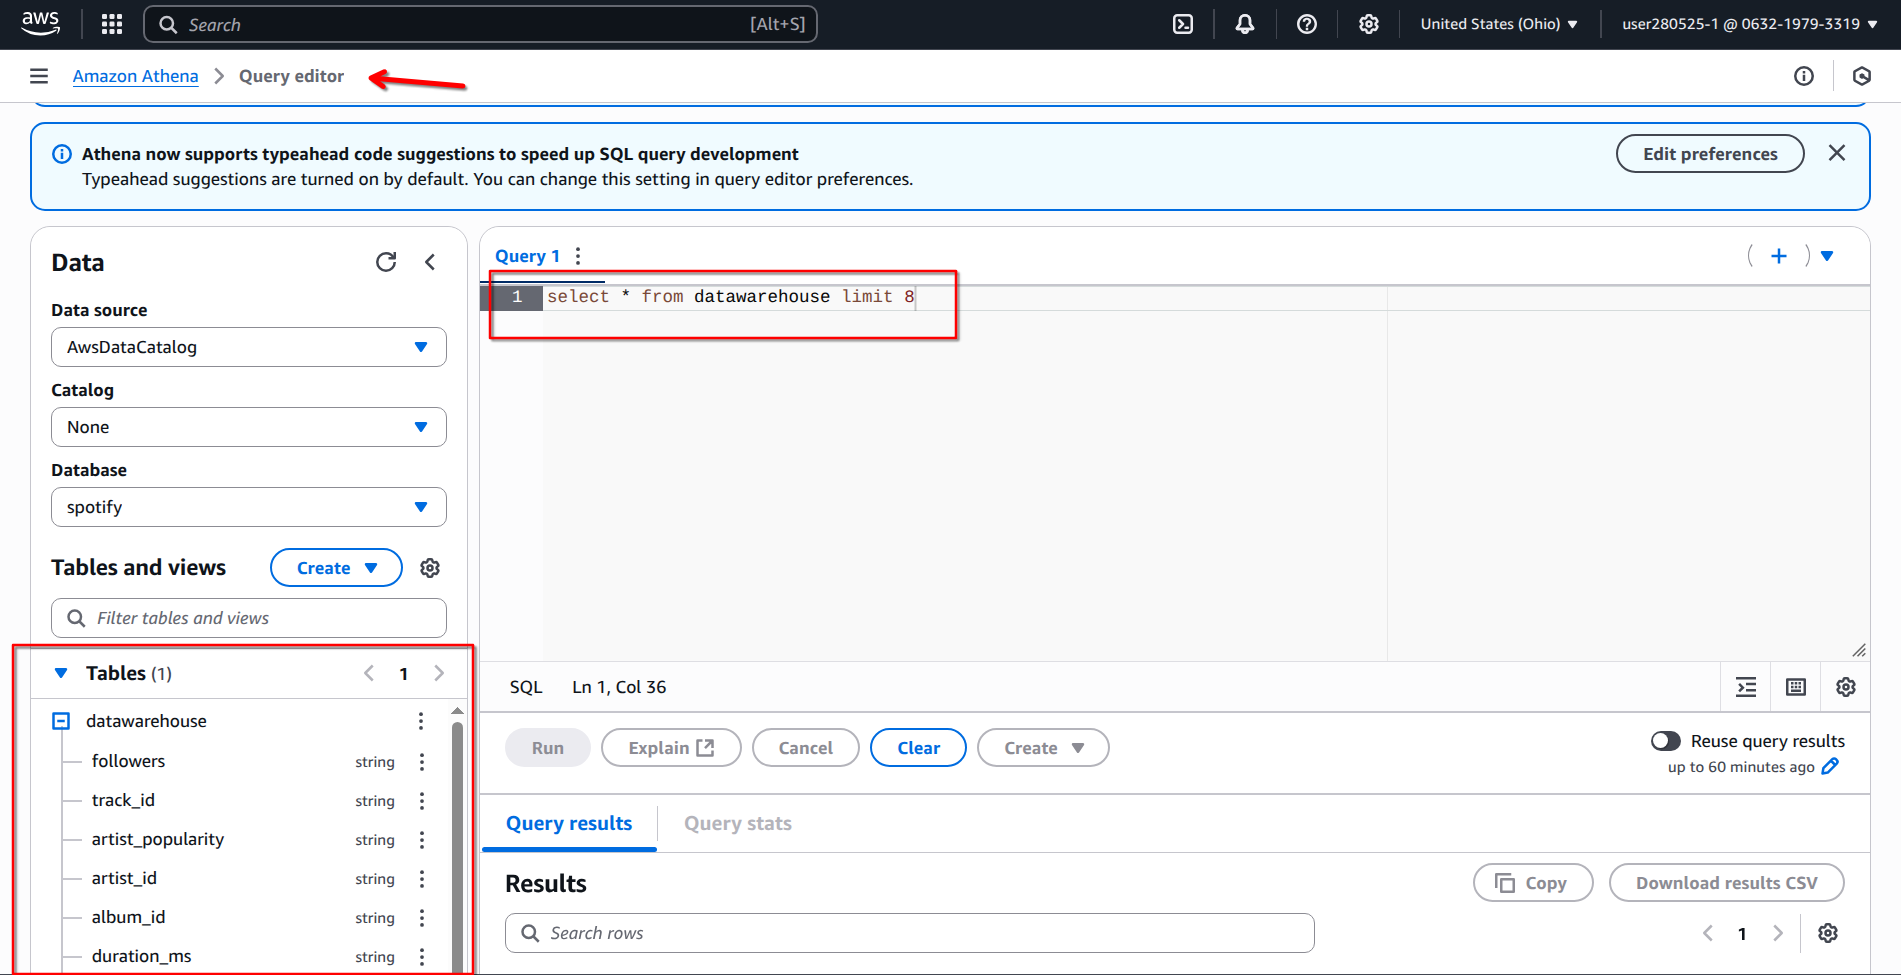 aws
Search [Alt+S]
United States (Ohio)
user280525-1 @ 0632-1979-3319
Amazon Athena > Query editor
Athena now supports typeahead code suggestions to speed up SQL query development
Typeahead suggestions are turned on by default. You can change this setting in query editor preferences.
Edit preferences
Data
Data source
AwsDataCatalog
Catalog
None
Database
spotify
Tables and views
Create
Filter tables and views
Tables (1)
1
datawarehouse
followers string
track_id string
artist_popularity string
artist_id string
album_id string
duration_ms string
Query 1
1 select * from datawarehouse limit 8
SQL Ln 1, Col 36
Run
Explain
Cancel
Clear
Create
Reuse query results
up to 60 minutes ago
Query results
Query stats
Results
Copy
Download results CSV
Search rows
1